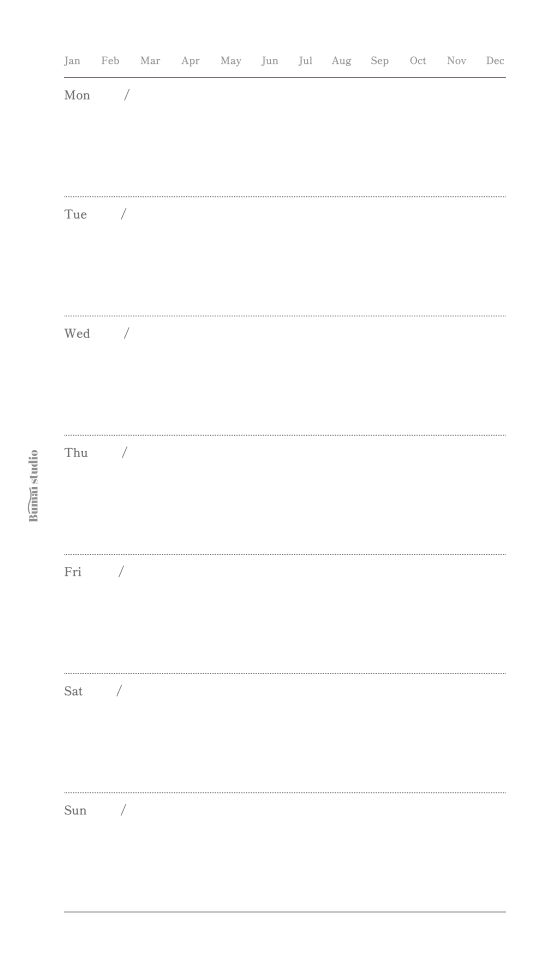 Jan Feb Mar Apr May Jun Jul Aug Sep Oct Nov Dec
Mon /
Tue /
Wed /
Thu /
Fri /
Sat /
Sun /
Bumai studio